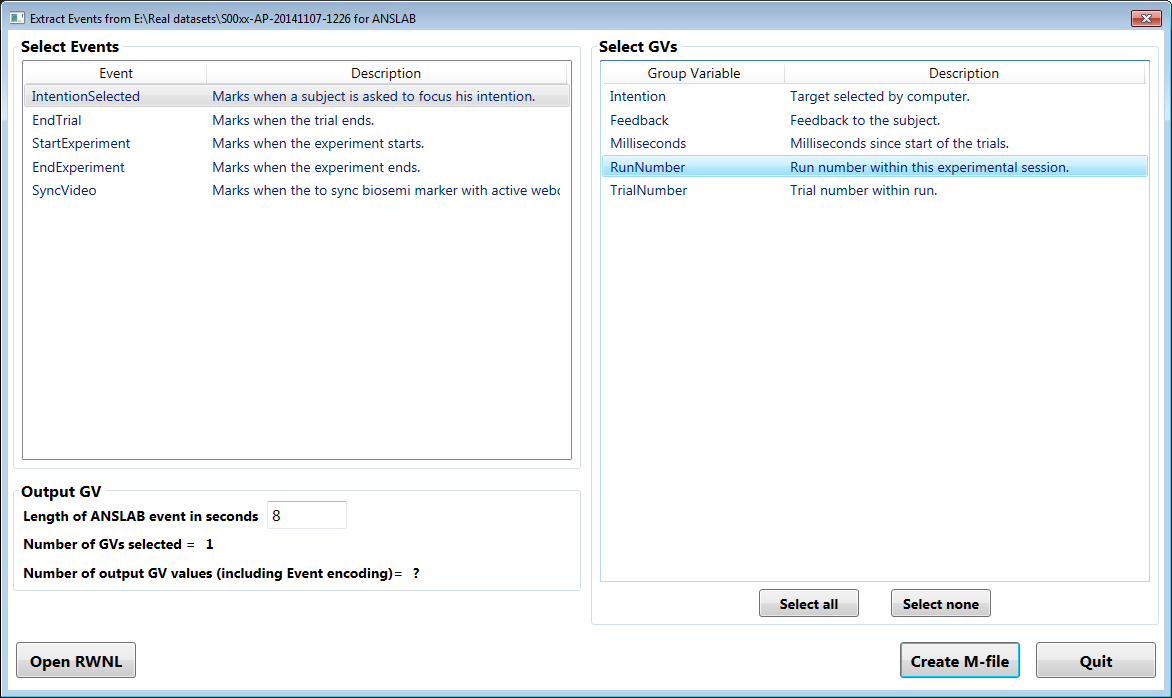 Extract Events from E:\Real datasets\S00xx-AP-20141107-1226 for ANSLAB
Select Events
Event Description
IntentionSelected Marks when a subject is asked to focus his intention.
EndTrial Marks when the trial ends.
StartExperiment Marks when the experiment starts.
EndExperiment Marks when the experiment ends.
SyncVideo Marks when the to sync biosemi marker with active
Output GV
Length of ANSLAB event in seconds 8
Number of GVs selected = 1
Number of output GV values (including Event encoding)= ?
Select GVs
Group Variable Description
Intention Target selected by computer.
Feedback Feedback to the subject.
Milliseconds Milliseconds since start of the trials.
RunNumber Run number within this experimental session.
TrialNumber Trial number within run.
Select all Select none
Open RWNL Create M-file Quit